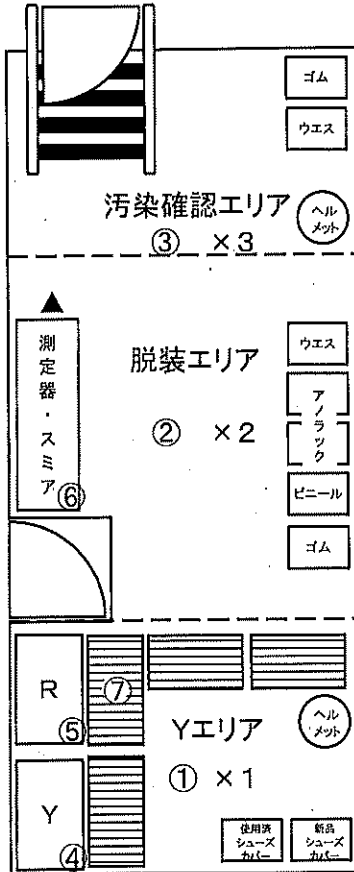 ゴム
ウエス
汚染確認エリア
ヘル
メット
③ ×3
測定器・スミア
⑥
脱装エリア
② ×2
ウエス
アノラック
ビニール
ゴム
R
⑤
⑦
Yエリア
ヘル
メット
① ×1
Y
④
使用済
シューズ
カバー
新品
シューズ
カバー